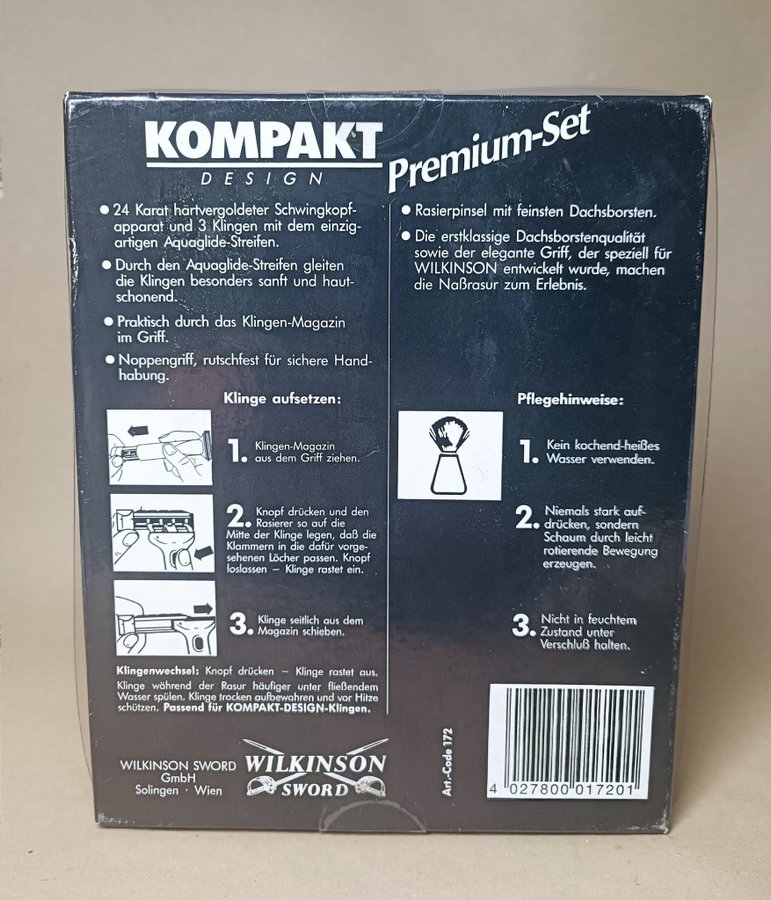 KOMPAKT
DESIGN
Premium-Set
● 24 Karat hartvergoldeter Schwingkopf-
apparat und 3 Klingen mit dem einzig-
artigen Aquaglide-Streifen.
● Durch den Aquaglide-Streifen gleiten
die Klingen besonders sanft und haut-
schonend.
● Praktisch durch das Klingen-Magazin
im Griff.
● Noppengriff, rutschfest für sichere Hand-
habung.
Klinge aufsetzen:
1. Klingen-Magazin
aus dem Griff ziehen.
2. Knopf drücken und den
Rasierer so auf die
Mitte der Klinge legen, daß die
Klammern in die dafür vorge-
sehenen Löcher passen. Knopf
loslassen – Klinge rastet ein.
3. Klinge seitlich aus dem
Magazin schieben.
Klingenwechsel: Knopf drücken – Klinge rastet aus.
Klinge während der Rasur häufiger unter fließendem
Wasser spülen. Klinge trocken aufbewahren und vor Hitze
schützen. Passend für KOMPAKT-DESIGN-Klingen.
● Rasierpinsel mit feinsten Dachsborsten.
● Die erstklassige Dachsborstenqualität
sowie der elegante Griff, der speziell für
WILKINSON entwickelt wurde, machen
die Naßrasur zum Erlebnis.
Pflegehinweise:
1. Kein kochend-heißes
Wasser verwenden.
2. Niemals stark auf-
drücken, sondern
Schaum durch leicht
rotierende Bewegung
erzeugen.
3. Nicht in feuchtem
Zustand unter
Verschluß halten.
WILKINSON SWORD
GmbH
Solingen · Wien
WILKINSON
SWORD
Art.-Code 172
4 027800 017201